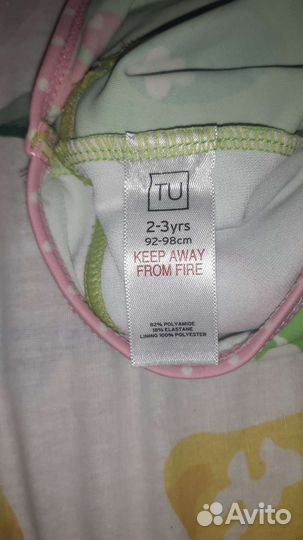 TU
2-3yrs
92-98cm
KEEP AWAY
FROM FIRE
82% POLYAMIDE
18% ELASTANE
LINING 100% POLYESTER
Avito